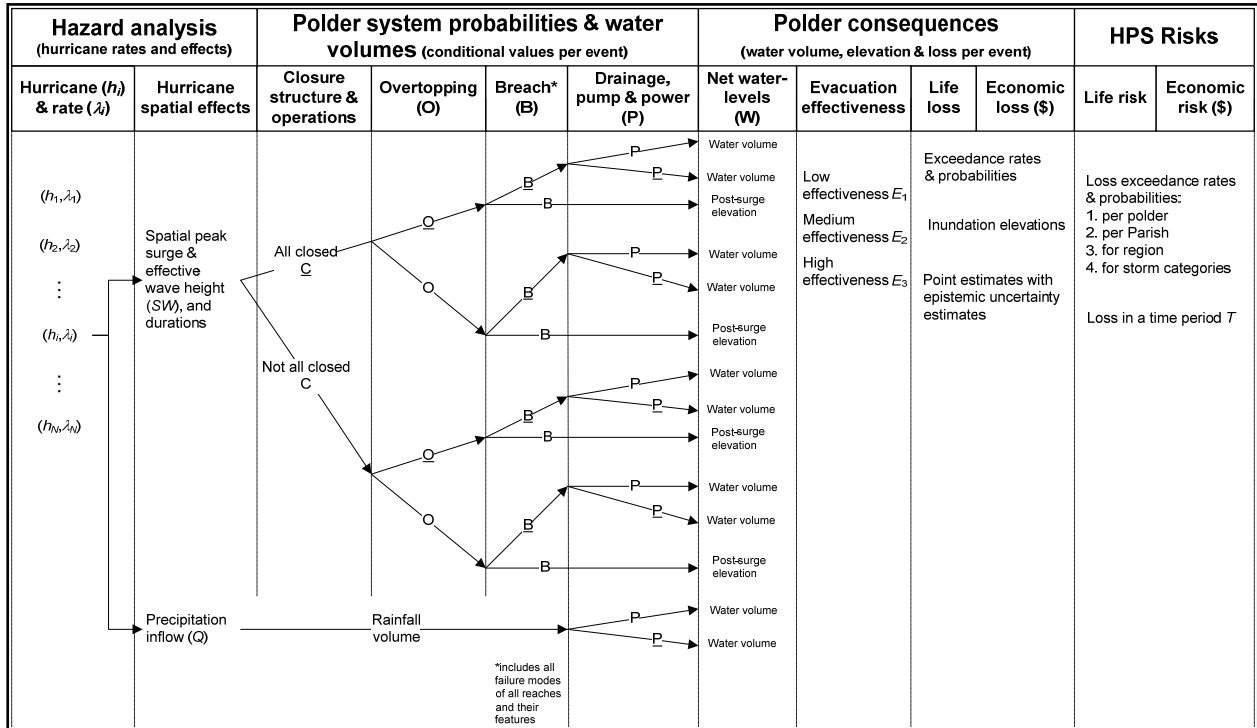 Hazard analysis
(hurricane rates and effects)
Polder system probabilities & water
volumes (conditional values per event)
Polder consequences
(water volume, elevation & loss per event)
HPS Risks
Hurricane (hi)
& rate (λi)
Hurricane
spatial effects
Closure
structure &
operations
Overtopping
(O)
Breach*
(B)
Drainage,
pump & power
(P)
Net water-
levels
(W)
Evacuation
effectiveness
Life
loss
Economic
loss ($)
Life risk
Economic
risk ($)
(h1,λ1)
(h2,λ2)
⋮
(hi,λi)
⋮
(hN,λN)
Spatial peak
surge &
effective
wave height
(SW), and
durations
Precipitation
inflow (Q)
All closed
C
Not all closed
C
O
O
O
O
Rainfall
volume
B
B
B
B
B
B
B
B
*includes all
failure modes
of all reaches
and their
features
P
P
P
P
P
P
P
P
P
P
Water volume
Water volume
Post-surge
elevation
Water volume
Water volume
Post-surge
elevation
Water volume
Water volume
Post-surge
elevation
Water volume
Water volume
Post-surge
elevation
Water volume
Water volume
Low
effectiveness E1
Medium
effectiveness E2
High
effectiveness E3
Exceedance rates
& probabilities
Inundation elevations
Point estimates with
epistemic uncertainty
estimates
Loss exceedance rates
& probabilities:
1. per polder
2. per Parish
3. for region
4. for storm categories
Loss in a time period T